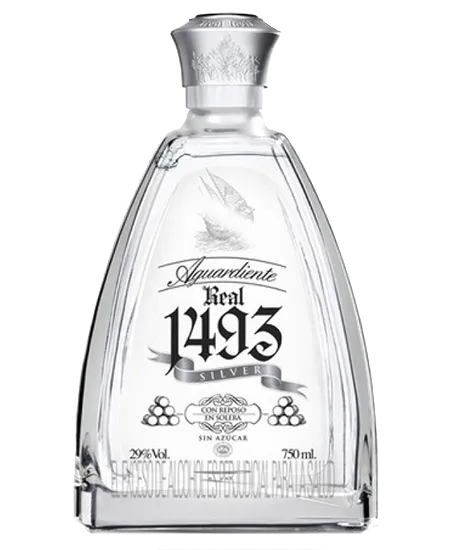 Real
Aguardiente
Real
1493
SILVER
CON REPOSO
EN SOLERA
SIN AZÚCAR
29% Vol.
750 ml.
EL EXCESO DE ALCOHOL ES PERJUDICIAL PARA LA SALUD